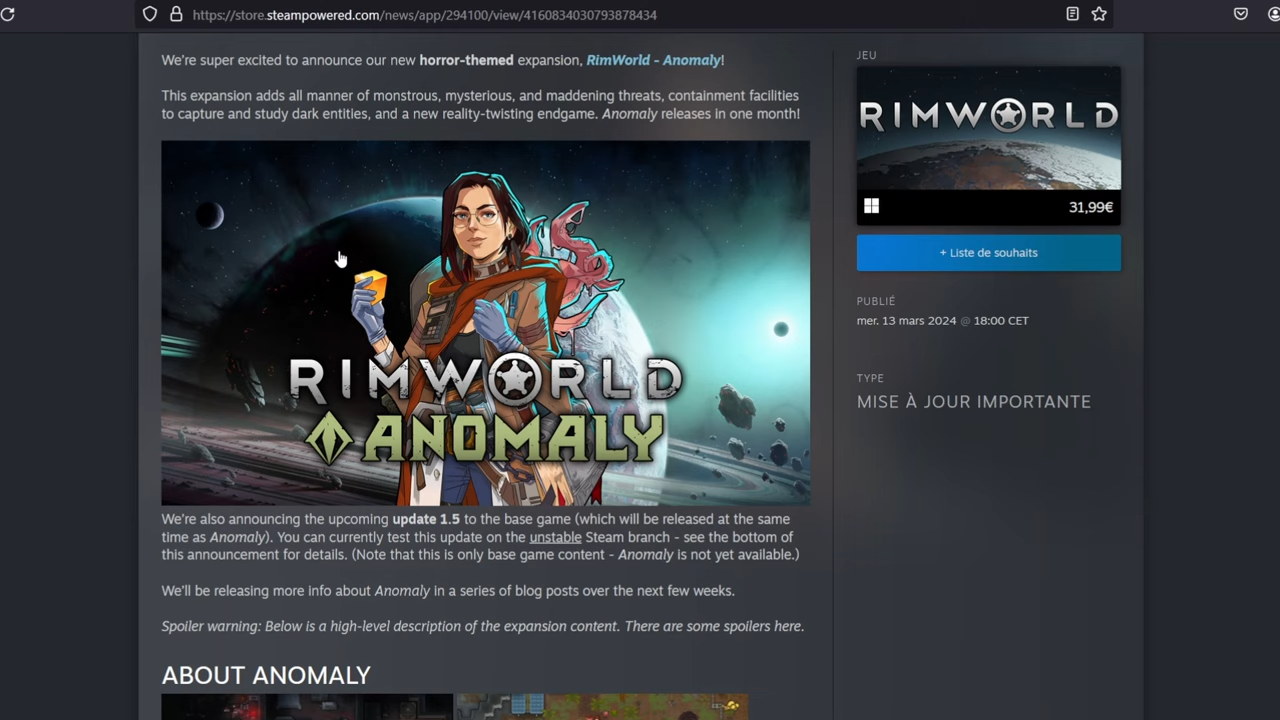 https://store.steampowered.com/news/app/294100/view/4160834030793878434
We're super excited to announce our new horror-themed expansion, RimWorld - Anomaly!
This expansion adds all manner of monstrous, mysterious, and maddening threats, containment facilities
to capture and study dark entities, and a new reality-twisting endgame. Anomaly releases in one month!
RIMWORLD
ANOMALY
We're also announcing the upcoming update 1.5 to the base game (which will be released at the same
time as Anomaly). You can currently test this update on the unstable Steam branch - see the bottom of
this announcement for details. (Note that this is only base game content - Anomaly is not yet available.)
We'll be releasing more info about Anomaly in a series of blog posts over the next few weeks.
Spoiler warning: Below is a high-level description of the expansion content. There are some spoilers here.
ABOUT ANOMALY
JEU
RIMWORLD
31,99€
+ Liste de souhaits
PUBLIÉ
mer. 13 mars 2024 @ 18:00 CET
TYPE
MISE À JOUR IMPORTANTE